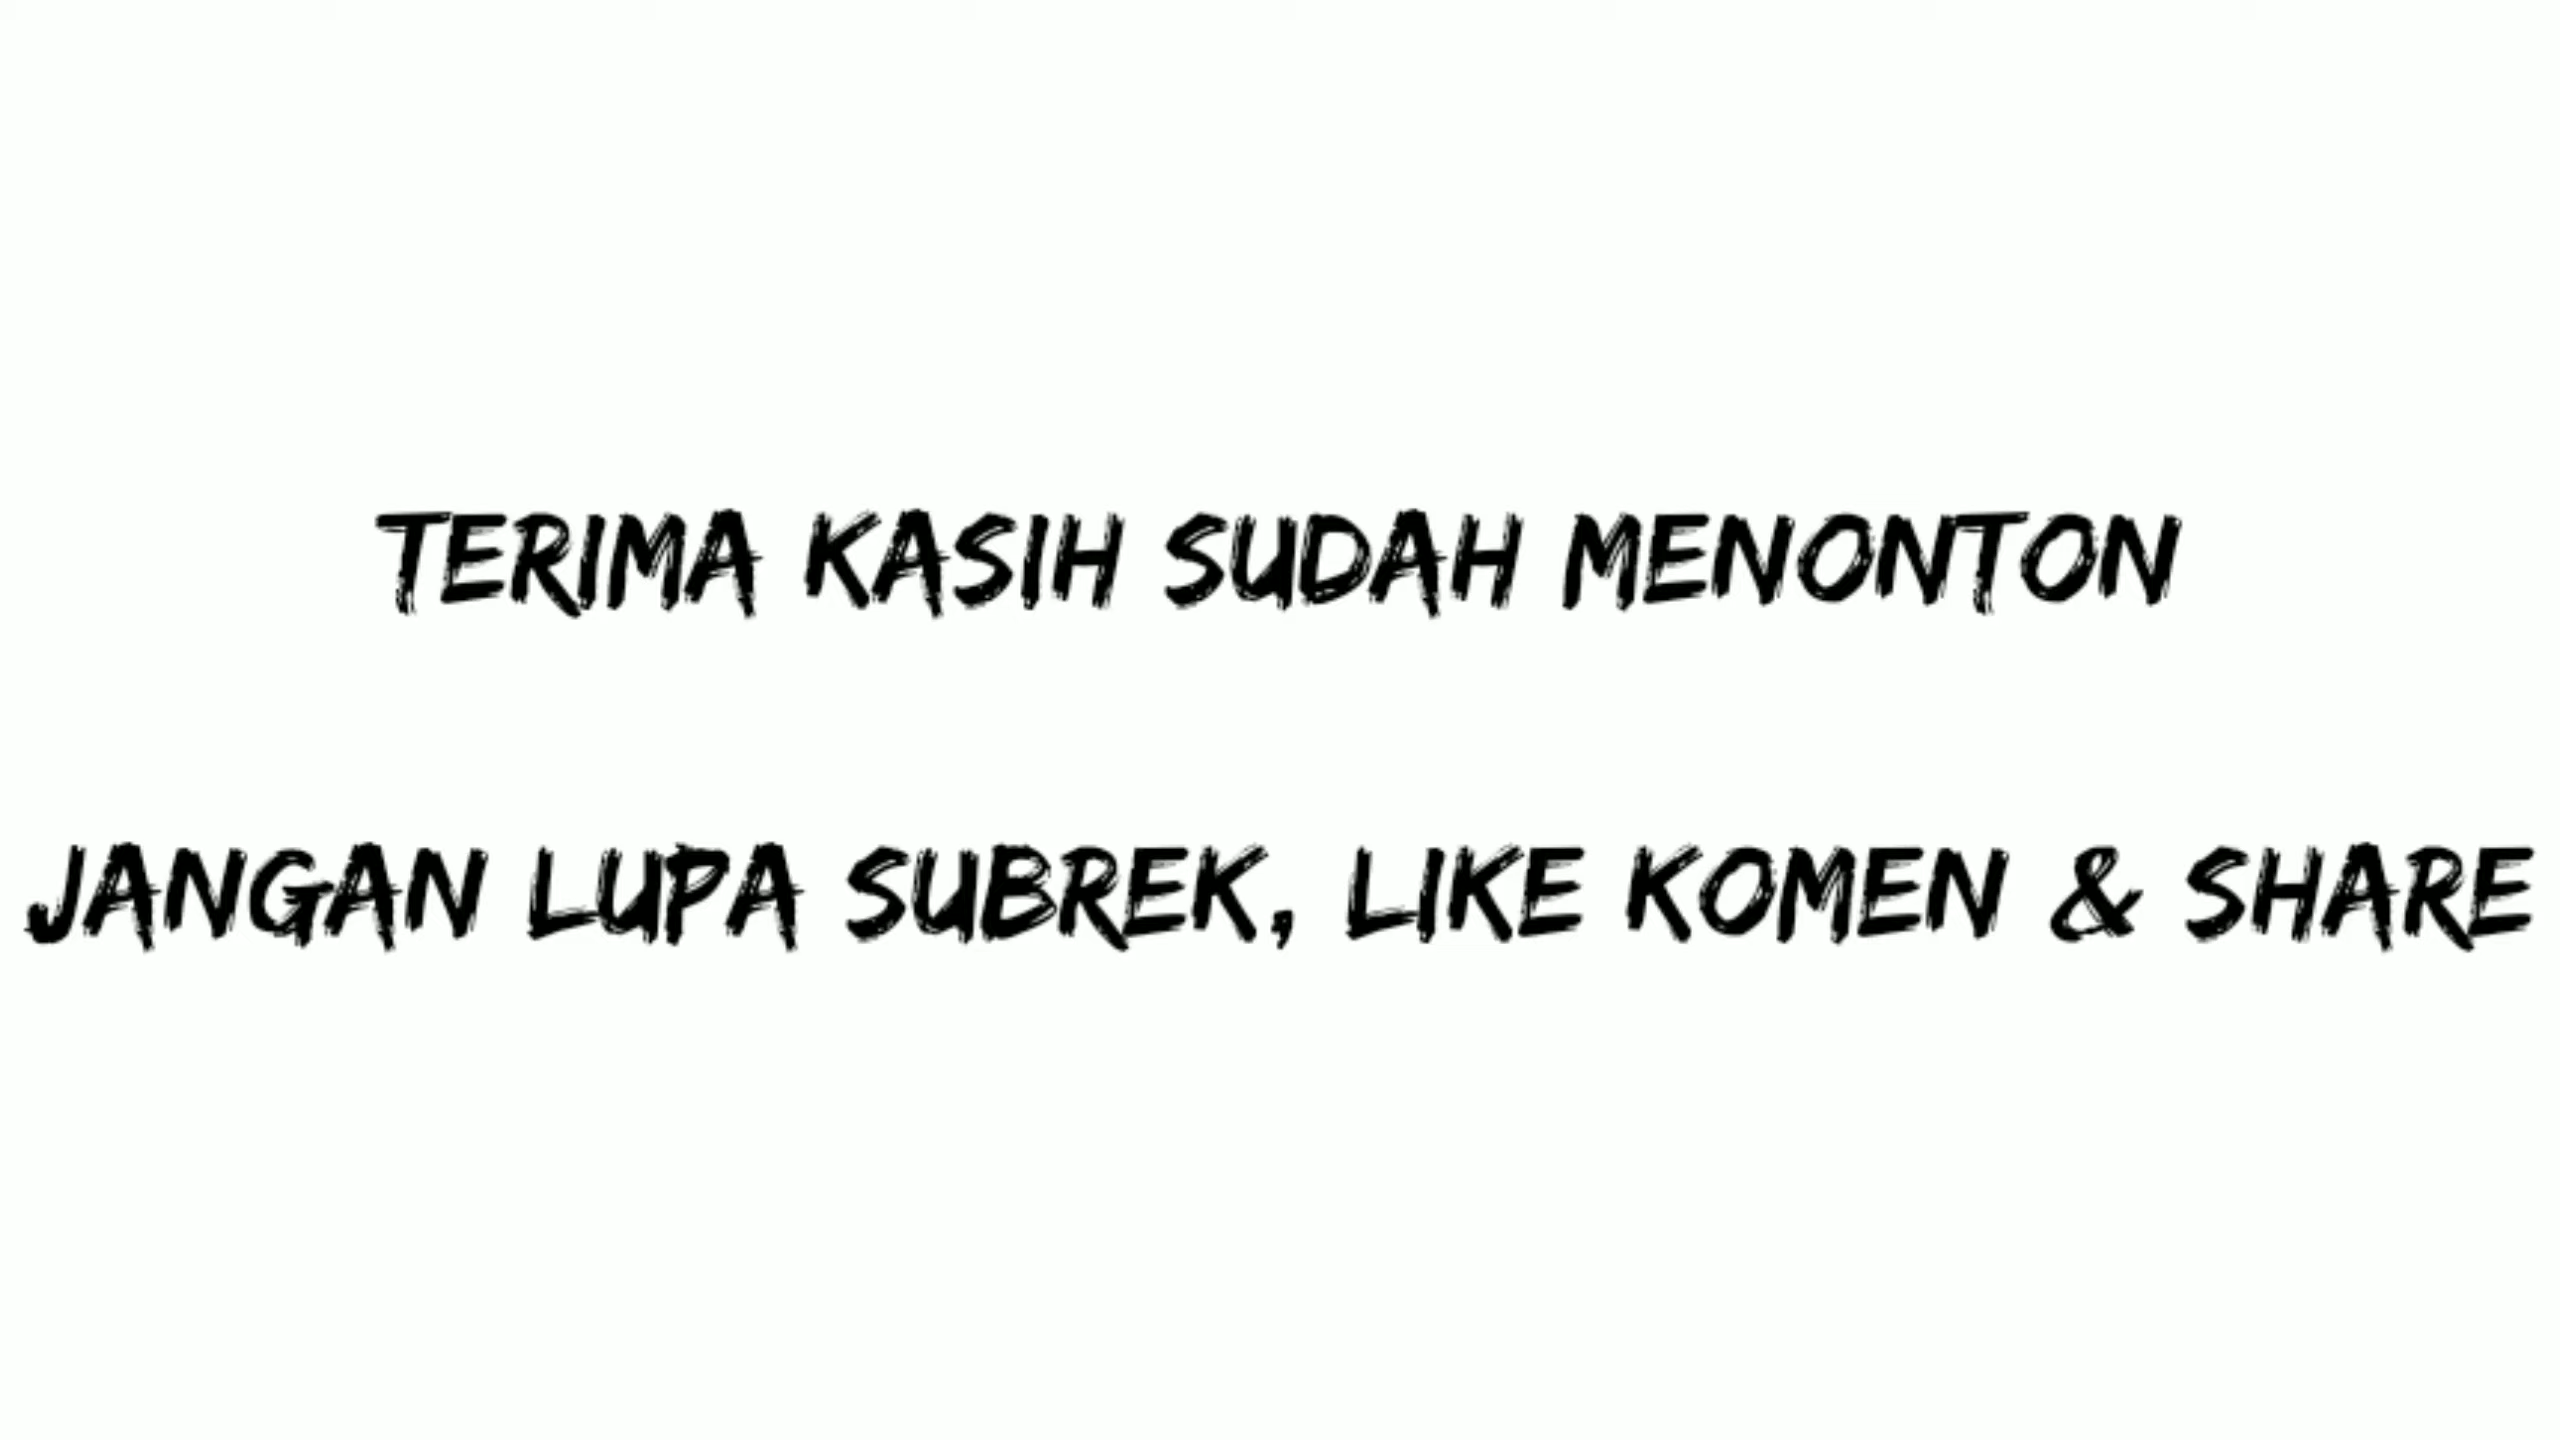 TERIMA KASIH SUDAH MENONTON
JANGAN LUPA SUBREK, LIKE KOMEN & SHARE